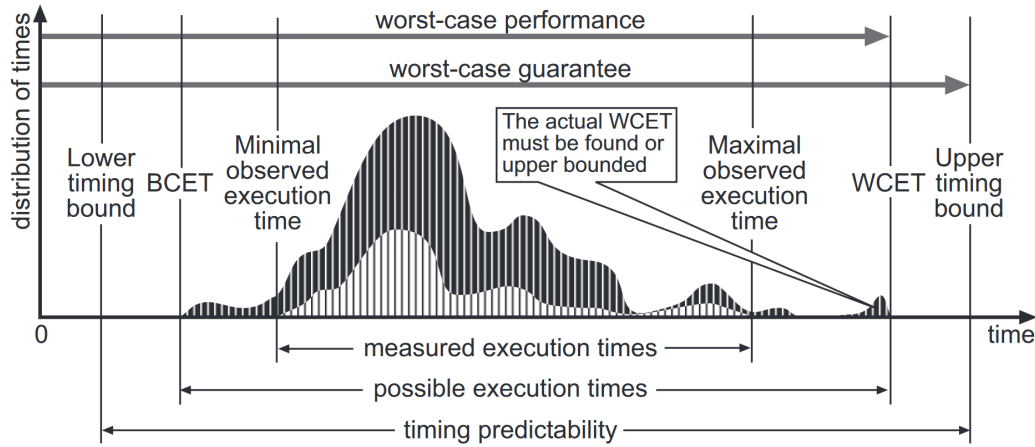 worst-case performance
worst-case guarantee
distribution of times
The actual WCET
must be found or
upper bounded
Lower
timing
bound
BCET
Minimal
observed
execution
time
Maximal
observed
execution
time
WCET
Upper
timing
bound
0
time
measured execution times
possible execution times
timing predictability